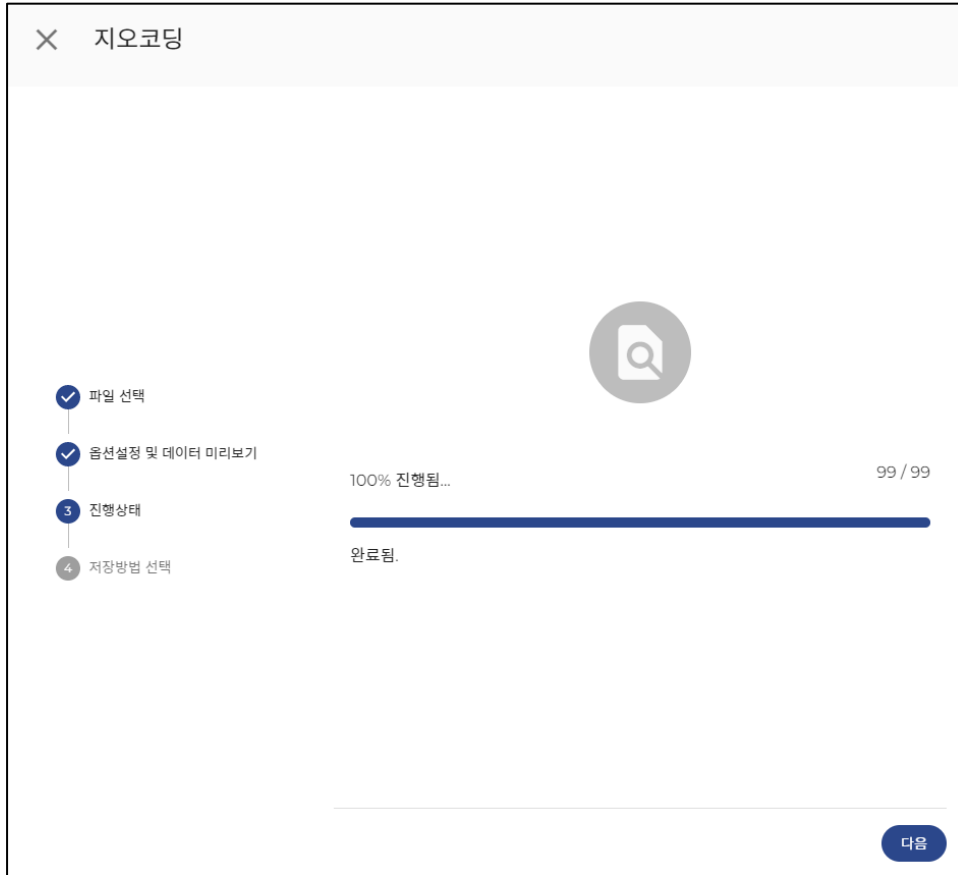 지오코딩
파일 선택
옵션설정 및 데이터 미리보기
3 진행상태
4 저장방법 선택
100% 진행됨...
99 / 99
완료됨.
다음